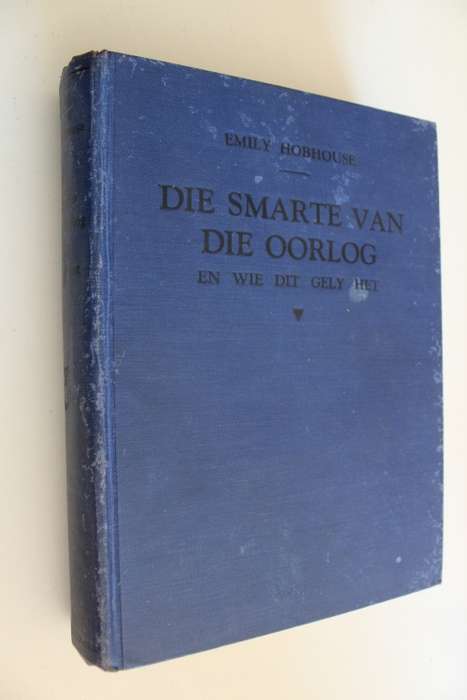 EMILY HOBHOUSE
DIE SMARTE VAN
DIE OORLOG
EN WIE DIT GELY HET